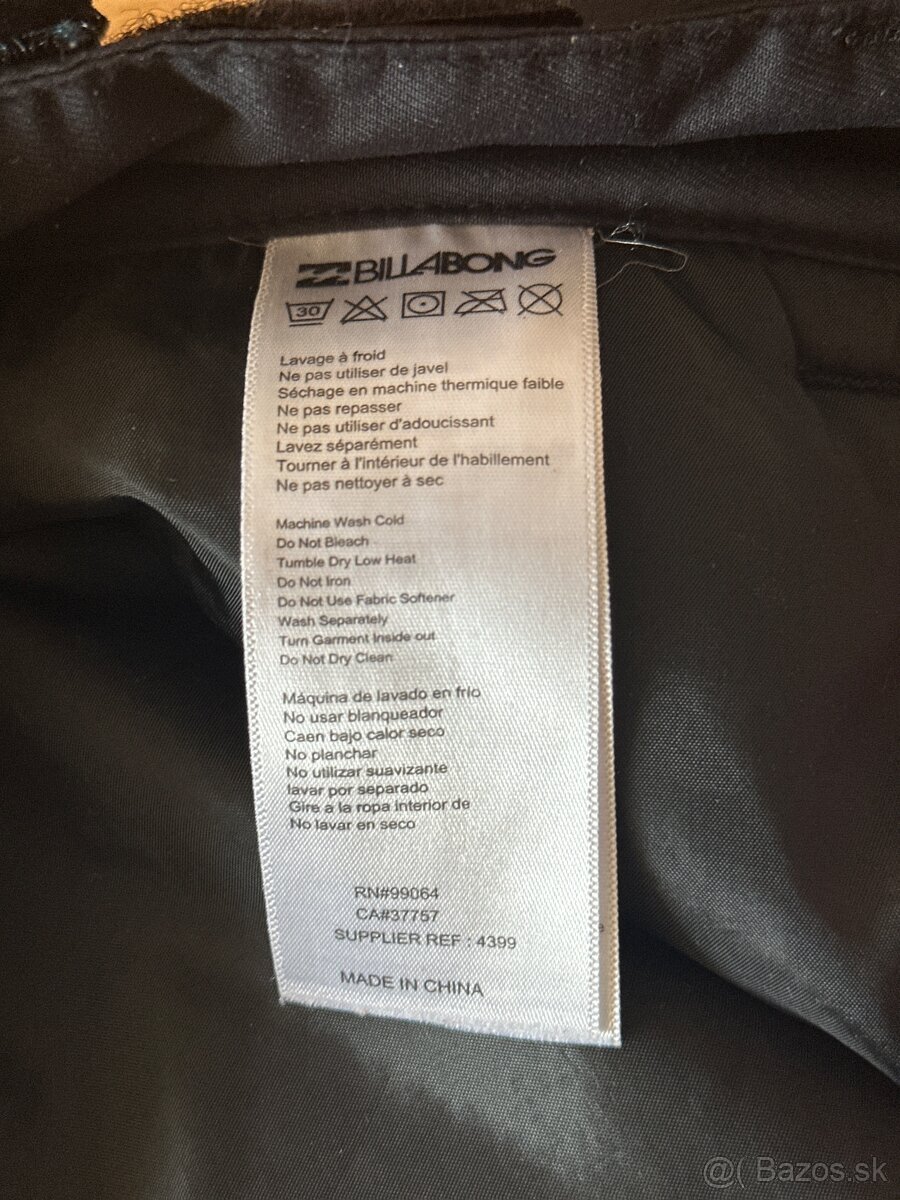 BILLABONG
30
Lavage à froid
Ne pas utiliser de javel
Séchage en machine thermique faible
Ne pas repasser
Ne pas utiliser d'adoucissant
Lavez séparément
Tourner à l'intérieur de l'habillement
Ne pas nettoyer à sec
Machine Wash Cold
Do Not Bleach
Tumble Dry Low Heat
Do Not Iron
Do Not Use Fabric Softener
Wash Separately
Turn Garment Inside out
Do Not Dry Clean
Máquina de lavado en frio
No usar blanqueador
Caen bajo calor seco
No planchar
No utilizar suavizante
lavar por separado
Gire a la ropa interior de
No lavar en seco
RN#99064
CA#37757
SUPPLIER REF : 4399
MADE IN CHINA
@( Bazos.sk